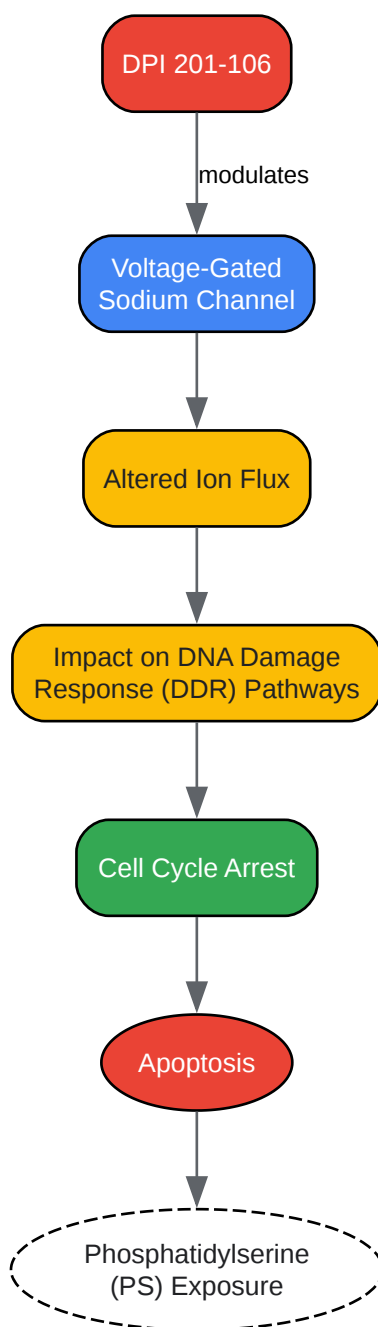 DPI 201-106
modulates
Voltage-Gated
Sodium Channel
Altered Ion Flux
Impact on DNA Damage
Response (DDR) Pathways
Cell Cycle Arrest
Apoptosis
Phosphatidylserine
(PS) Exposure